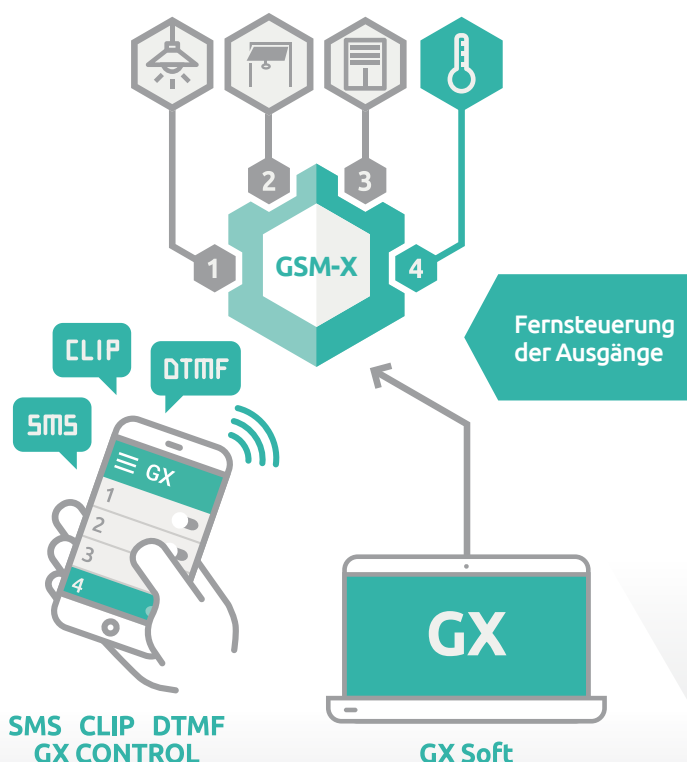 2
3
1
GSM-X
4
Fernsteuerung
der Ausgänge
CLIP
DTMF
SMS
GX
1
2
3
4
GX
SMS CLIP DTMF
GX CONTROL
GX Soft